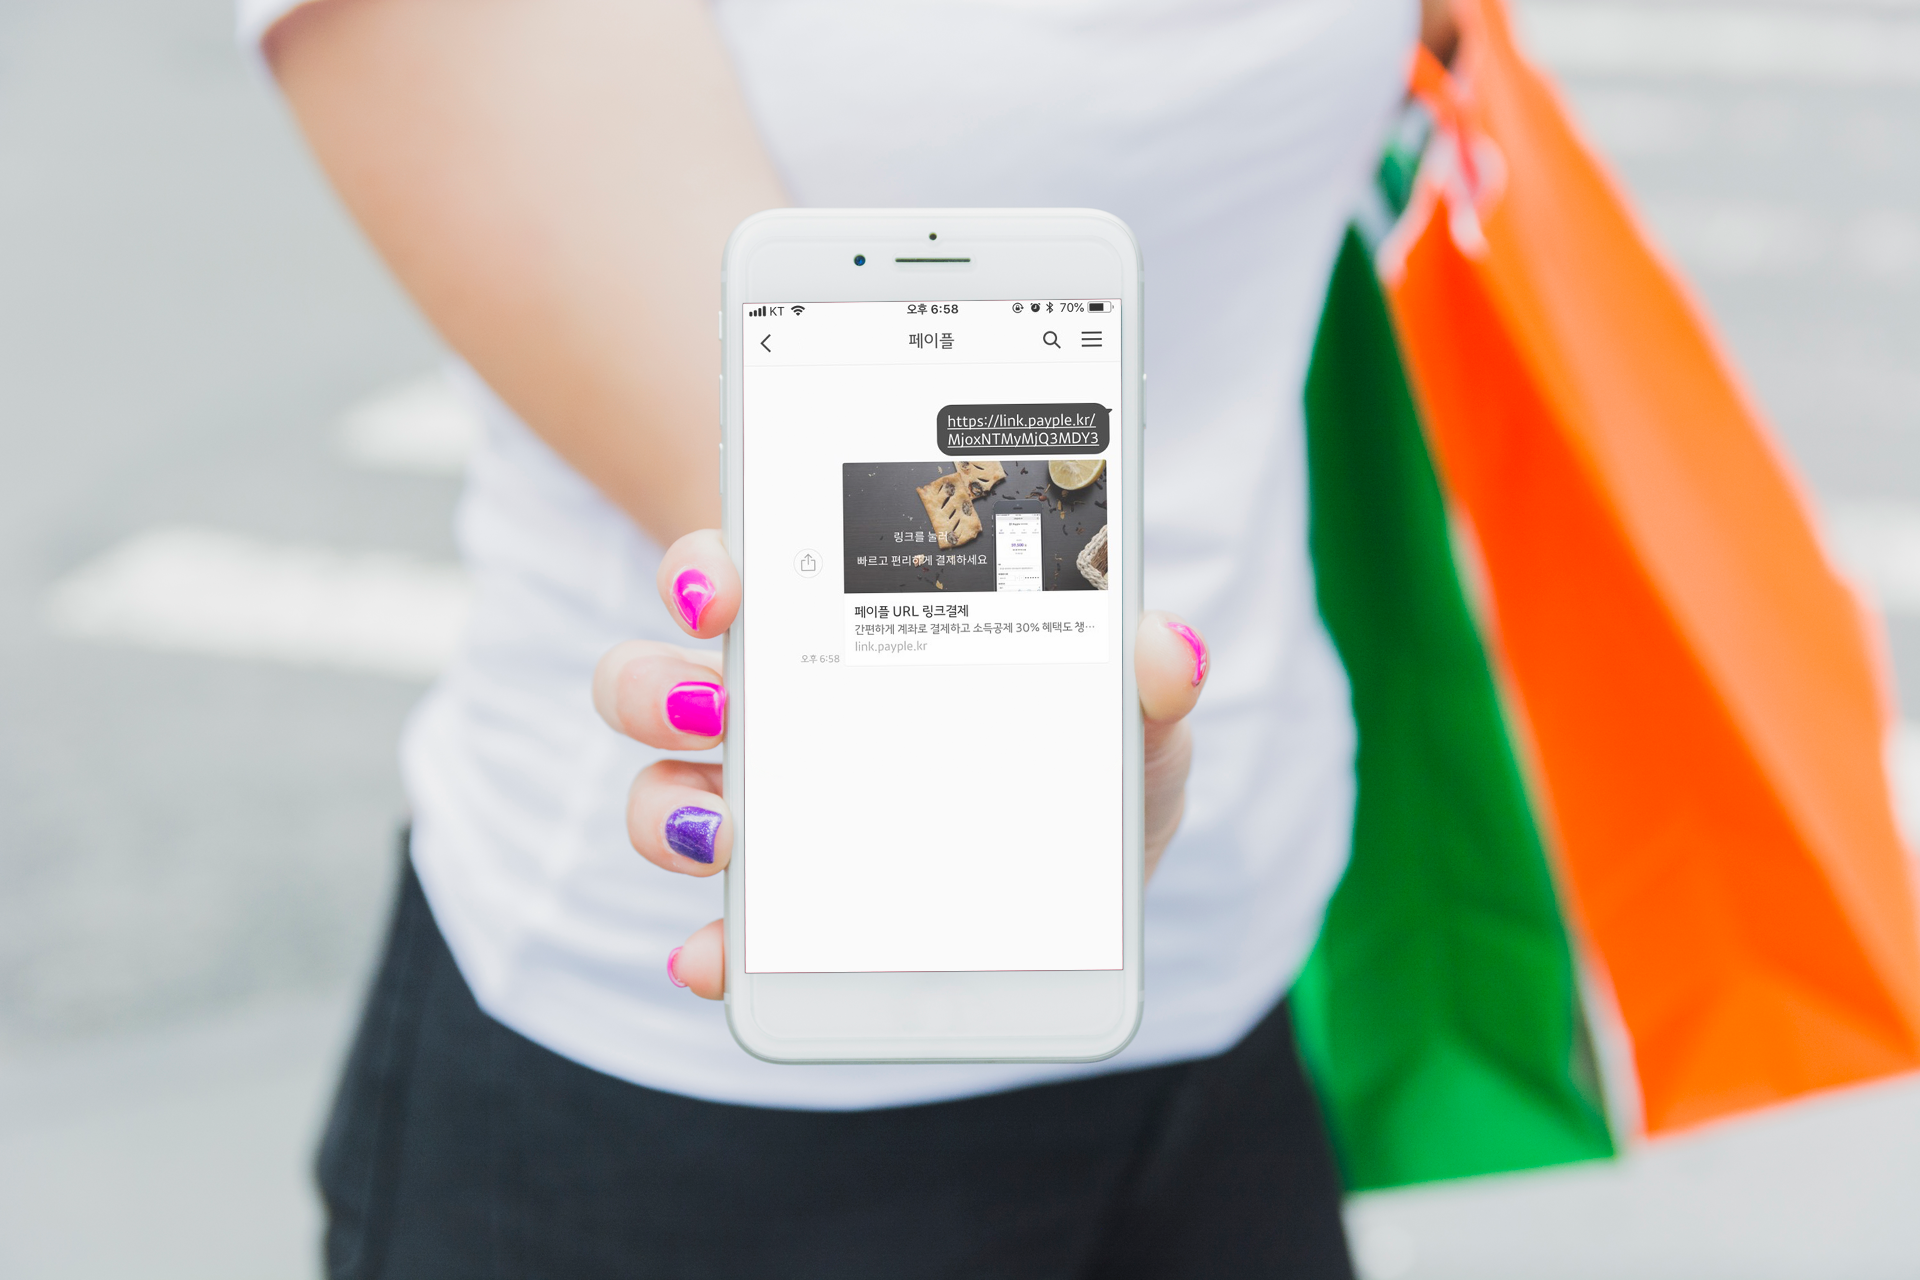 KT
오후 6:58
70%
페이플
https://link.payple.kr/
MjoxNTMyMjQ3MDY3
링크를 눌러
빠르고 편리하게 결제하세요
페이플 URL 링크결제
간편하게 계좌로 결제하고 소득공제 30% 혜택도 챙…
link.payple.kr
오후 6:58